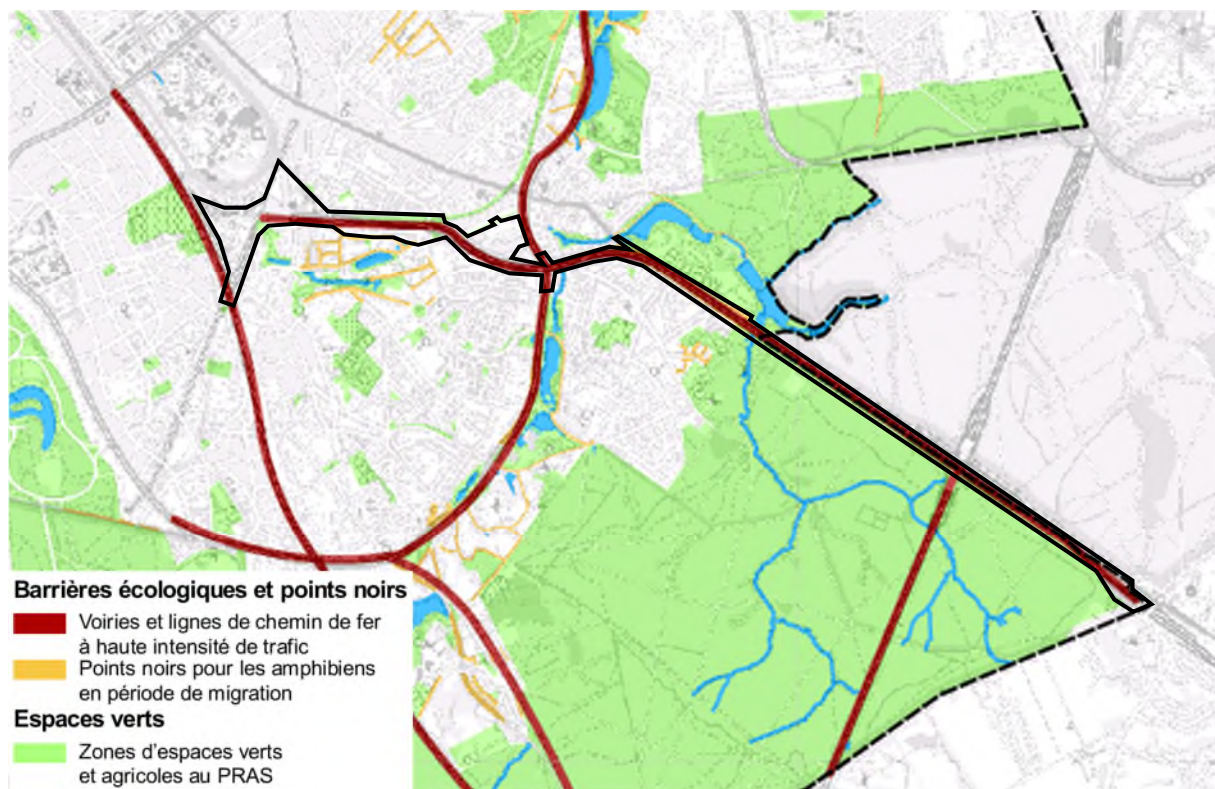 Barrières écologiques et points noirs
Voiries et lignes de chemin de fer
à haute intensité de trafic
Points noirs pour les amphibiens
en période de migration
Espaces verts
Zones d'espaces verts
et agricoles au PRAS